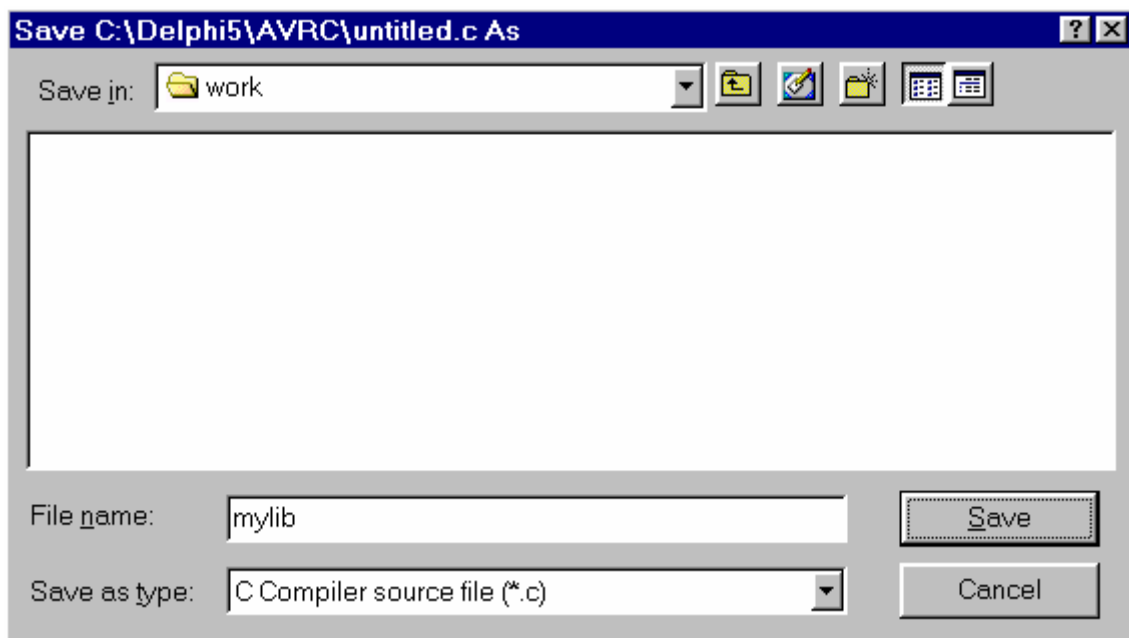 Save C:\Delphi5\AVRC\untitled.c As
Save in: work
File name: mylib Save
Save as type: C Compiler source file (*.c) Cancel